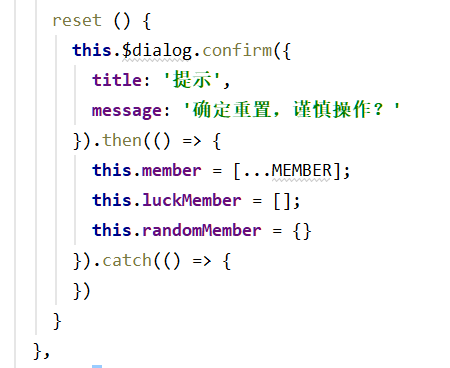 reset () {
this.$dialog.confirm({
title: '提示',
message: '确定重置，谨慎操作？'
}).then(() => {
this.member = [...MEMBER];
this.luckMember = [];
this.randomMember = {}
}).catch(() => {
})
}
},